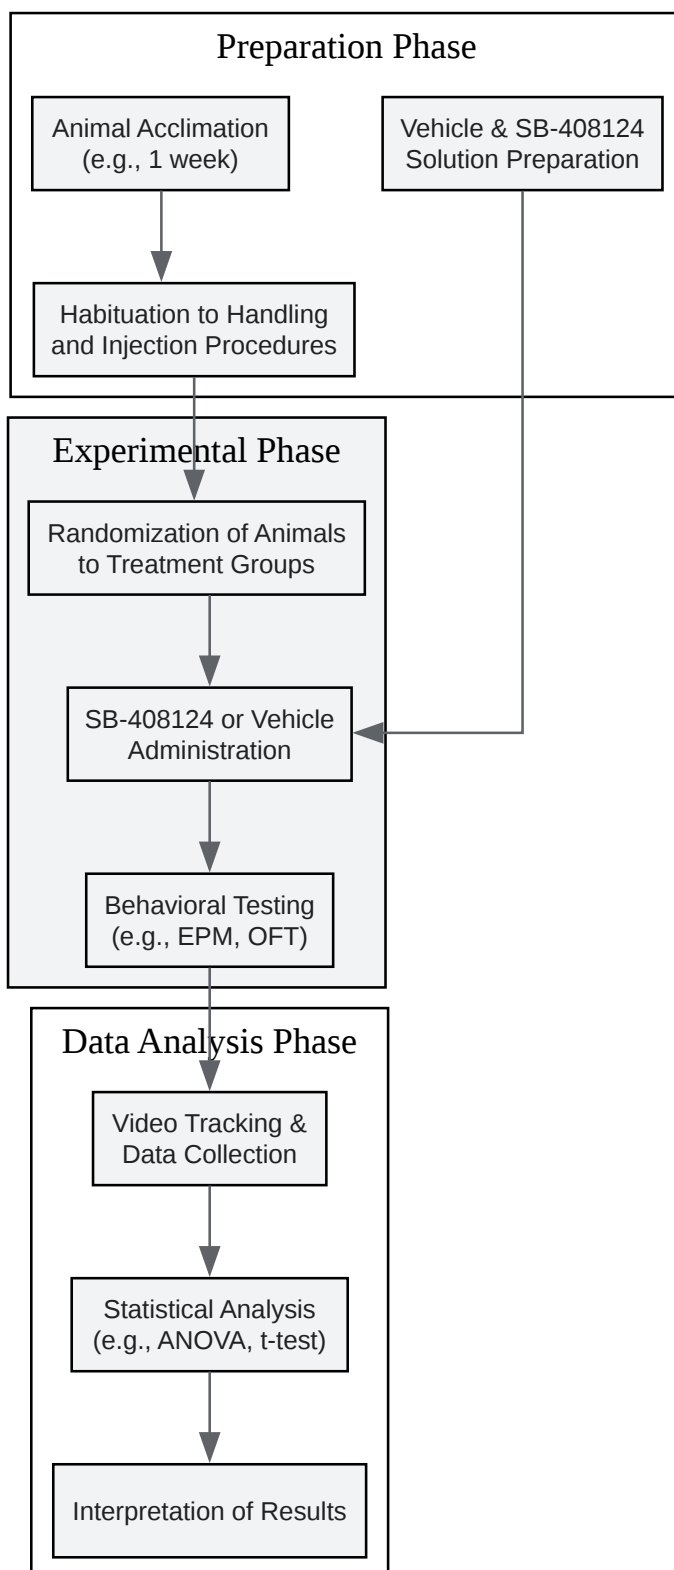 Preparation Phase
Animal Acclimation
(e.g., 1 week)
Vehicle & SB-408124
Solution Preparation
Habituation to Handling
and Injection Procedures
Experimental Phase
Randomization of Animals
to Treatment Groups
SB-408124 or Vehicle
Administration
Behavioral Testing
(e.g., EPM, OFT)
Data Analysis Phase
Video Tracking &
Data Collection
Statistical Analysis
(e.g., ANOVA, t-test)
Interpretation of Results